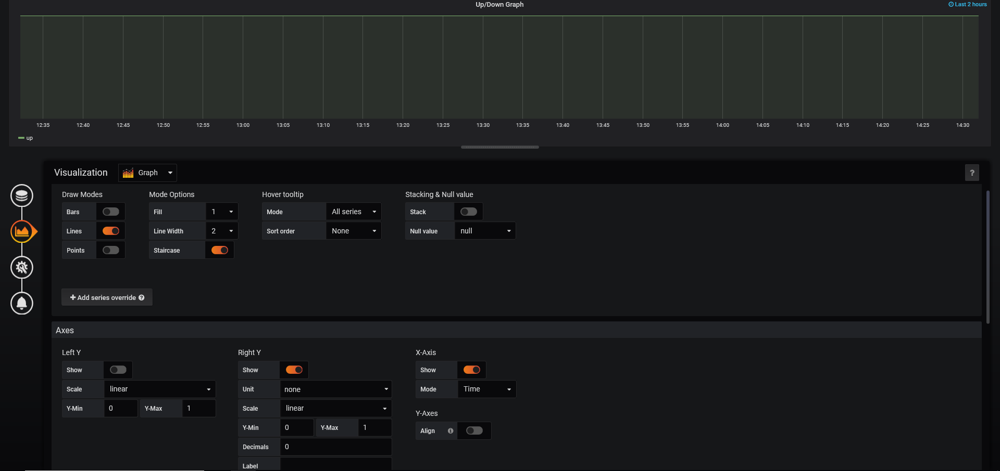 Up/Down Graph
Last 2 hours
12:35 12:40 12:45 12:50 12:55 13:00 13:05 13:10 13:15 13:20 13:25 13:30 13:35 13:40 13:45 13:50 13:55 14:00 14:05 14:10 14:15 14:20 14:25 14:30
up
Visualization Graph ?
Draw Modes Mode Options Hover tooltip Stacking & Null value
Bars Fill 1 Mode All series Stack
Lines Line Width 2 Sort order None Null value null
Points Staircase
+ Add series override ?
Axes
Left Y Right Y X-Axis
Show Show Show
Scale linear Unit none Mode Time
Y-Min 0 Y-Max 1 Scale linear
Y-Axes
Y-Min 0 Y-Max 1 Align
Decimals 0
Label